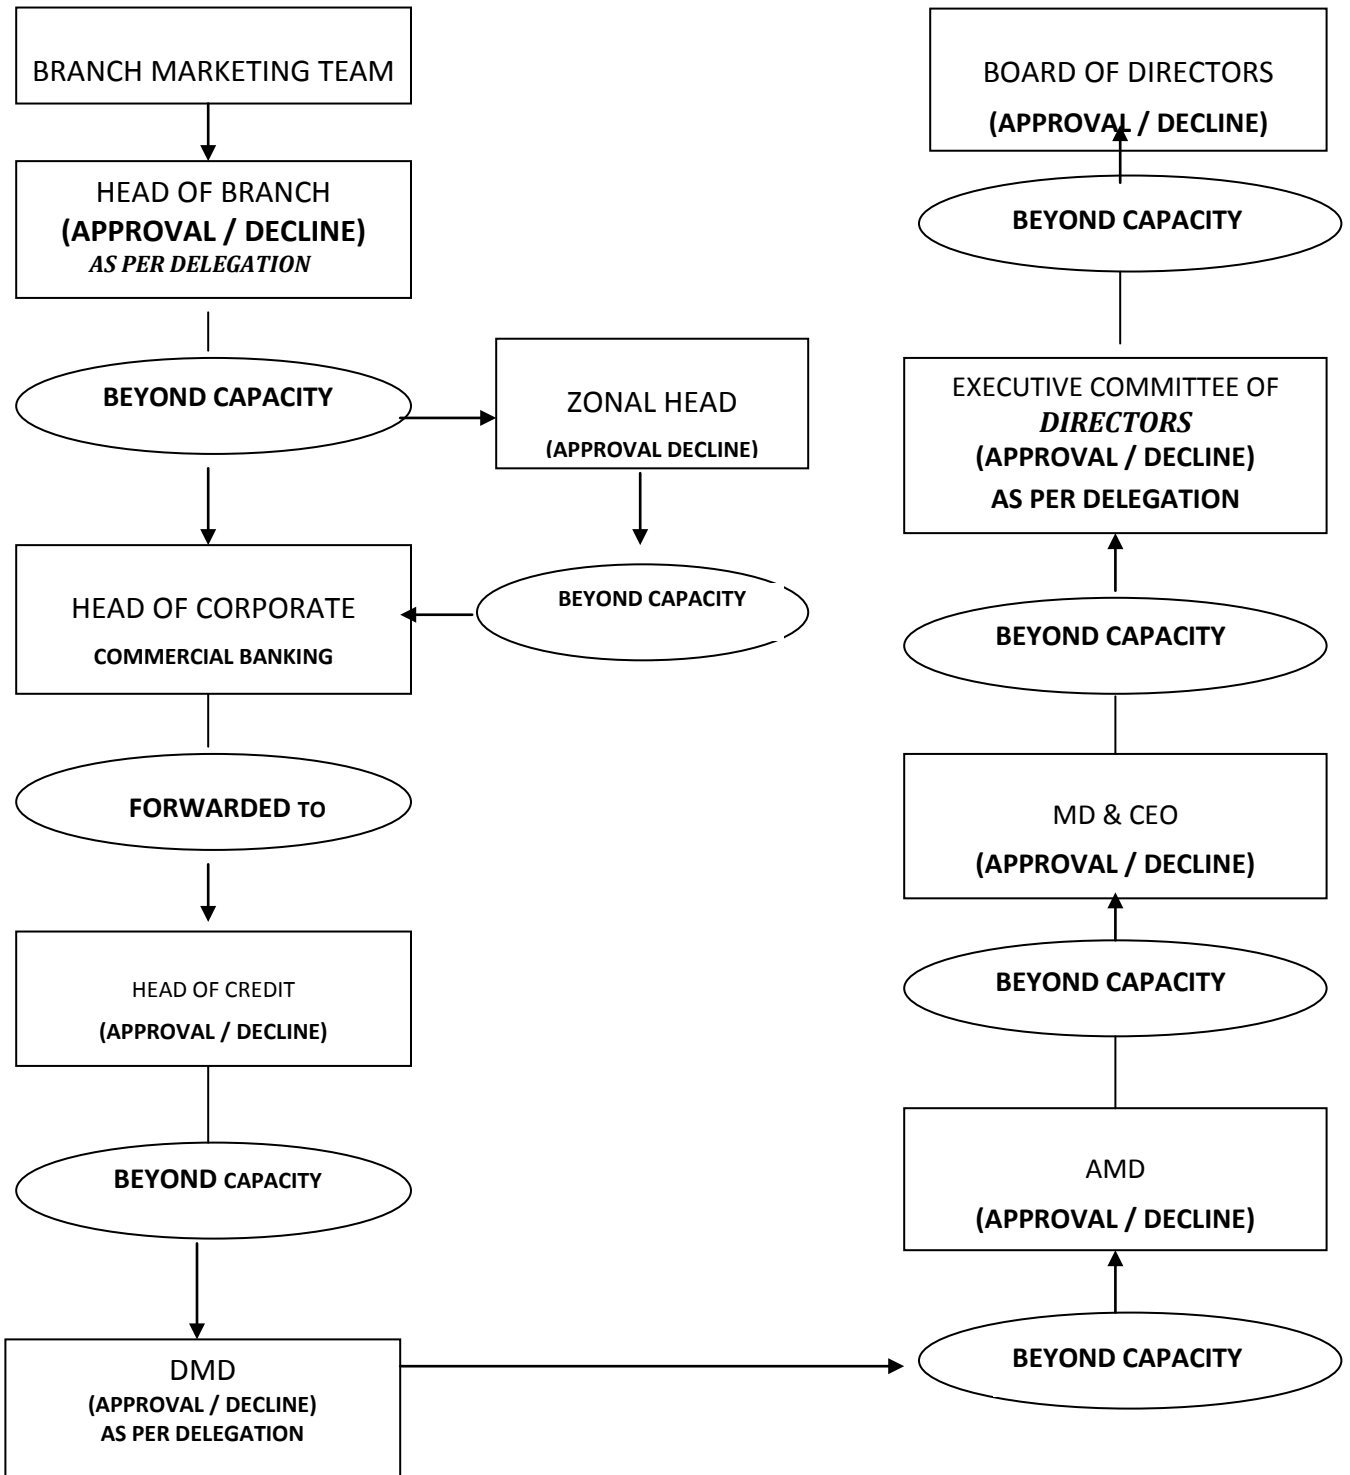 BRANCH MARKETING TEAM
HEAD OF BRANCH
(APPROVAL / DECLINE)
AS PER DELEGATION
BEYOND CAPACITY
ZONAL HEAD
(APPROVAL DECLINE)
BEYOND CAPACITY
HEAD OF CORPORATE
COMMERCIAL BANKING
FORWARDED TO
HEAD OF CREDIT
(APPROVAL / DECLINE)
BEYOND CAPACITY
DMD
(APPROVAL / DECLINE)
AS PER DELEGATION
BEYOND CAPACITY
AMD
(APPROVAL / DECLINE)
BEYOND CAPACITY
MD & CEO
(APPROVAL / DECLINE)
BEYOND CAPACITY
EXECUTIVE COMMITTEE OF
DIRECTORS
(APPROVAL / DECLINE)
AS PER DELEGATION
BEYOND CAPACITY
BOARD OF DIRECTORS
(APPROVAL / DECLINE)